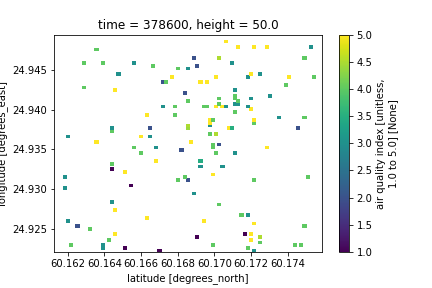 time = 378600, height = 50.0
longitude [degrees_east]
24.945
24.940
24.935
24.930
24.925
60.162 60.164 60.166 60.168 60.170 60.172 60.174
latitude [degrees_north]
5.0
4.5
4.0
3.5
3.0
2.5
2.0
1.5
1.0
air quality index [unitless,
1.0 to 5.0] [None]